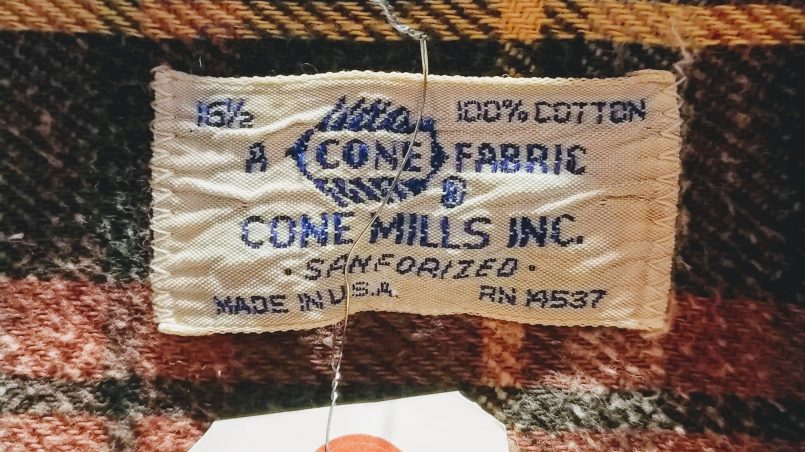 16½ 100% COTTON
A CONE FABRIC
®
CONE MILLS INC.
· SANFORIZED ·
MADE IN U.S.A. RN 14537